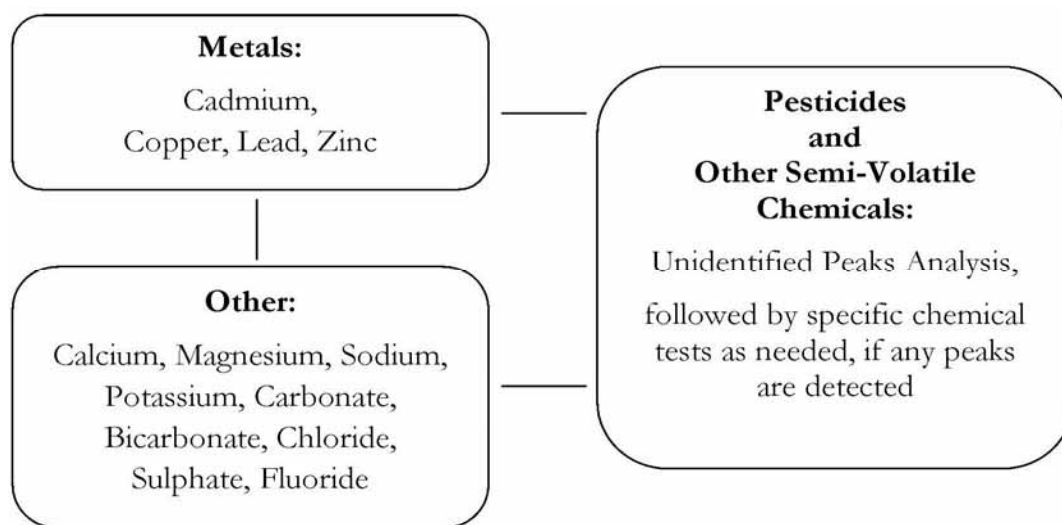 Metals:
Cadmium,
Copper, Lead, Zinc
Other:
Calcium, Magnesium, Sodium,
Potassium, Carbonate,
Bicarbonate, Chloride,
Sulphate, Fluoride
Pesticides
and
Other Semi-Volatile
Chemicals:
Unidentified Peaks Analysis,
followed by specific chemical
tests as needed, if any peaks
are detected